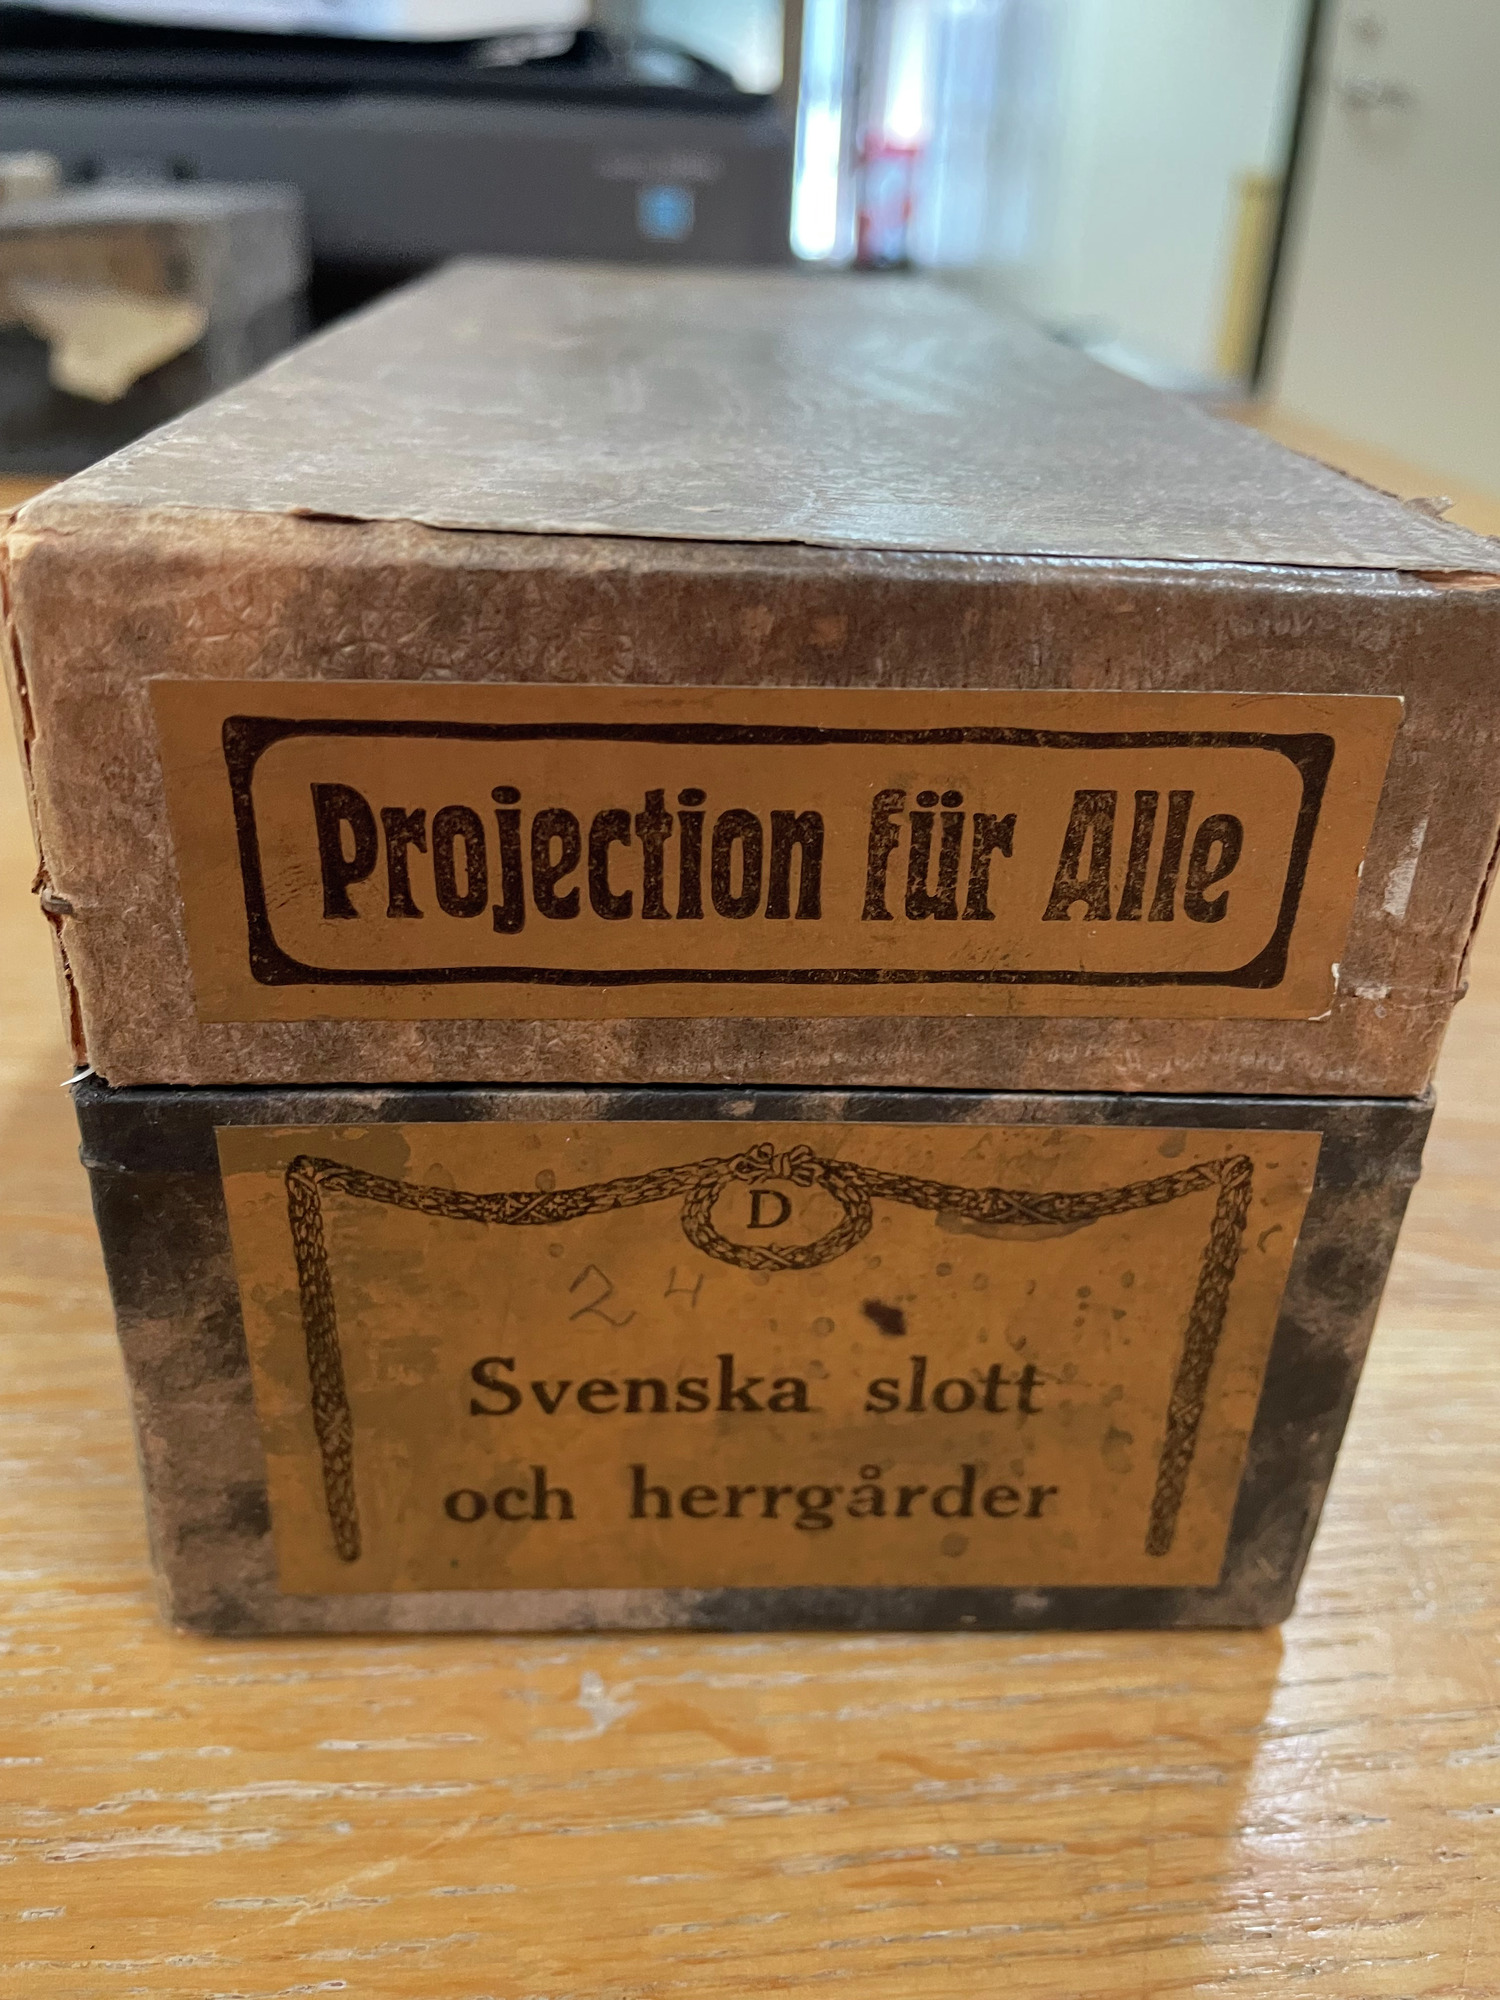 Projection für Alle
D
24
Svenska slott
och herrgårder